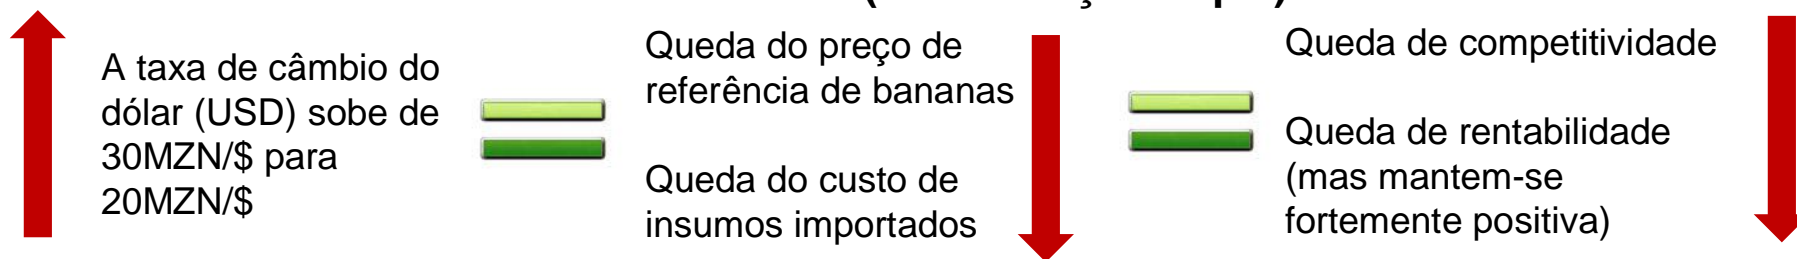 A taxa de câmbio do
dólar (USD) sobe de
30MZN/$ para
20MZN/$
Queda do preço de
referência de bananas
Queda do custo de
insumos importados
Queda de competitividade
Queda de rentabilidade
(mas mantem-se
fortemente positiva)